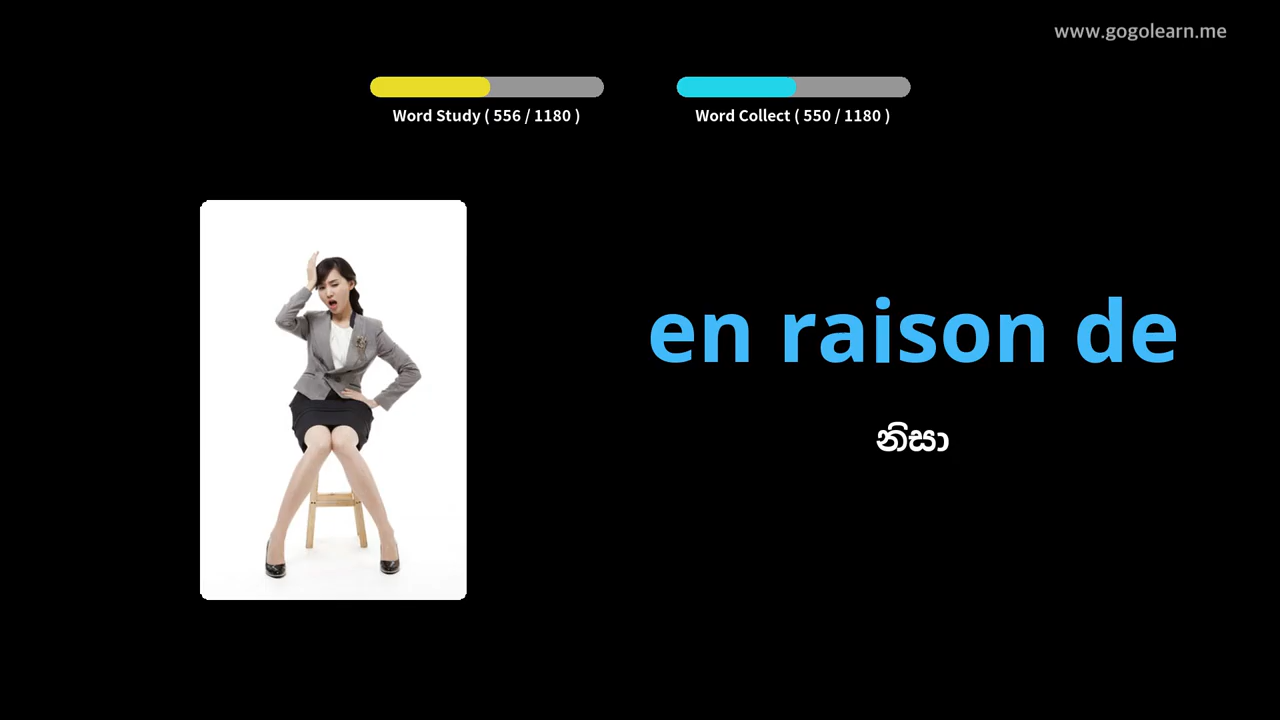 www.gogolearn.me
Word Study ( 556 / 1180 )
Word Collect ( 550 / 1180 )
en raison de
නිසා